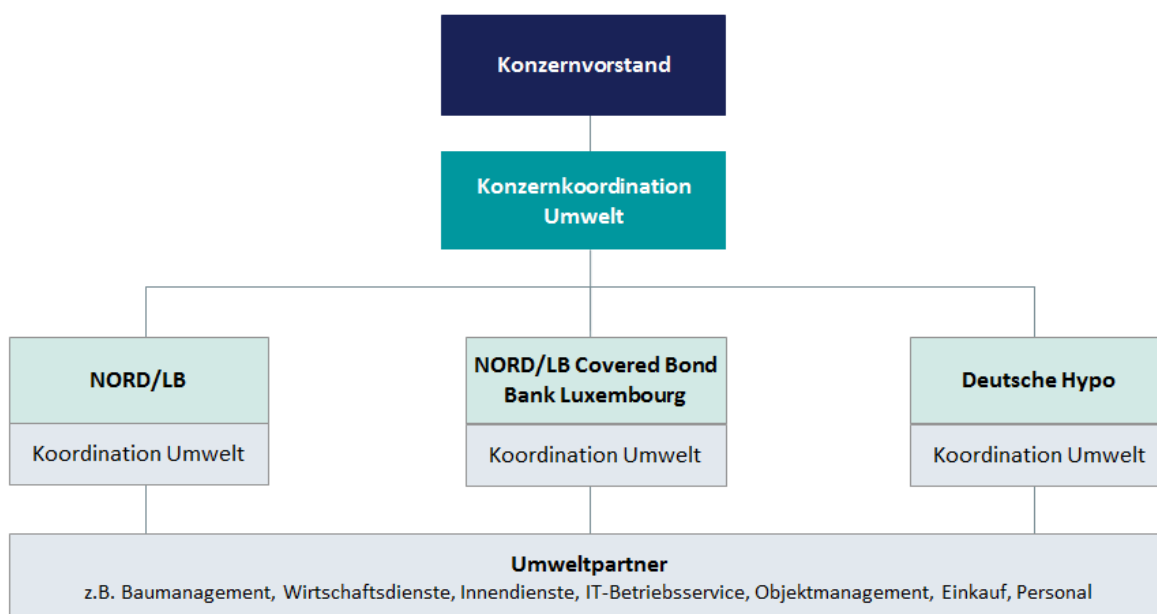 Konzernvorstand
Konzernkoordination
Umwelt
NORD/LB
Koordination Umwelt
NORD/LB Covered Bond
Bank Luxembourg
Koordination Umwelt
Deutsche Hypo
Koordination Umwelt
Umweltpartner
z.B. Baumanagement, Wirtschaftsdienste, Innendienste, IT-Betriebsservice, Objektmanagement, Einkauf, Personal